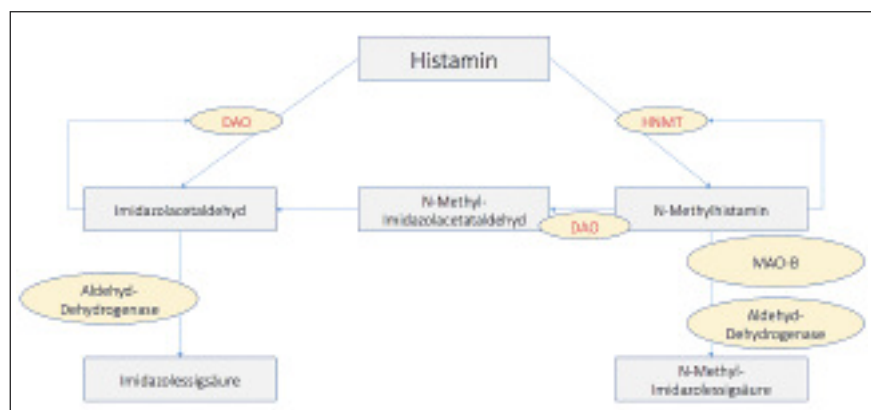 Histamin
DAO
HNMT
Imidazolacetaldehyd
N-Methyl-
Imidazolacetataldehyd
N-Methylhistamin
DAO
MAO-B
Aldehyd-
Dehydrogenase
Aldehyd-
Dehydrogenase
Imidazolessigsäure
N-Methyl-
Imidazolessigsäure